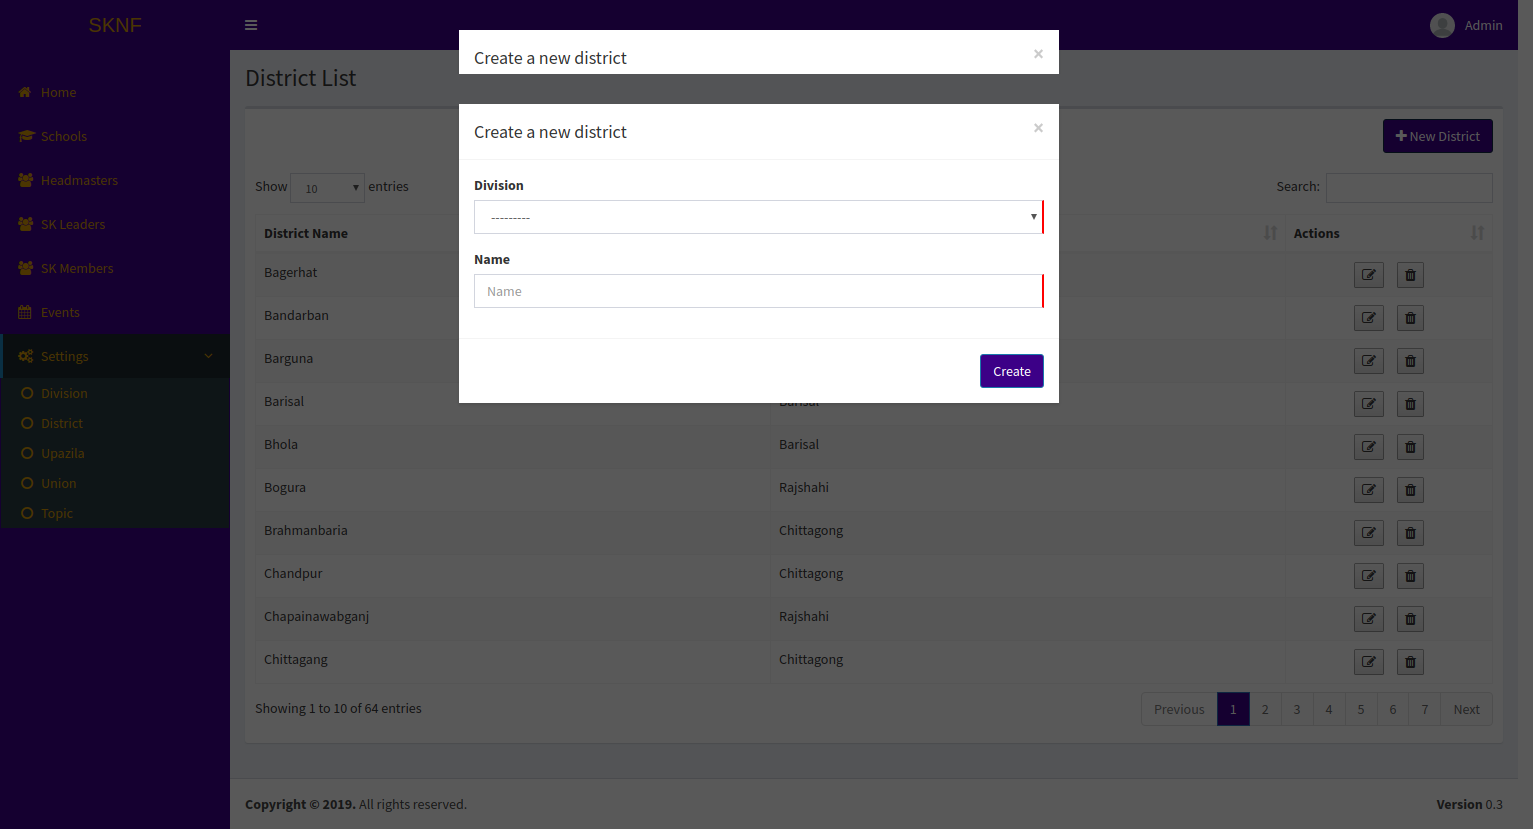 SKNF
Admin
Create a new district ×
District List
Home
Schools
Headmasters
SK Leaders
SK Members
Events
Settings
Division
District
Upazila
Union
Topic
Create a new district ×
Division
---------
Name
Name
Create
New District
Show 10 entries
Search:
District Name Actions
Bagerhat
Bandarban
Barguna
Barisal Barisal
Bhola Barisal
Bogura Rajshahi
Brahmanbaria Chittagong
Chandpur Chittagong
Chapainawabganj Rajshahi
Chittagang Chittagong
Showing 1 to 10 of 64 entries
Previous 1 2 3 4 5 6 7 Next
Copyright © 2019. All rights reserved.
Version 0.3